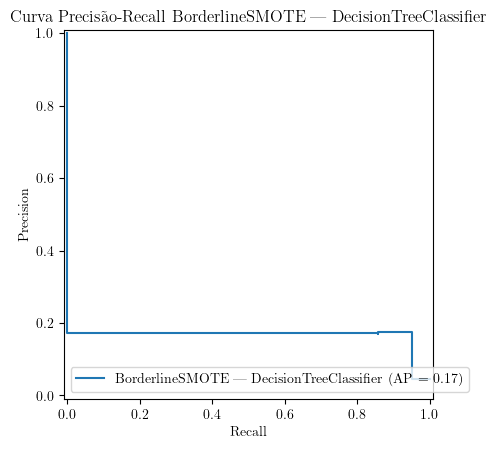 Curva Precisão-Recall BorderlineSMOTE — DecisionTreeClassifier
1.0
0.8
0.6
0.4
0.2
0.0
Precision
BorderlineSMOTE — DecisionTreeClassifier (AP = 0.17)
0.0 0.2 0.4 0.6 0.8 1.0
Recall